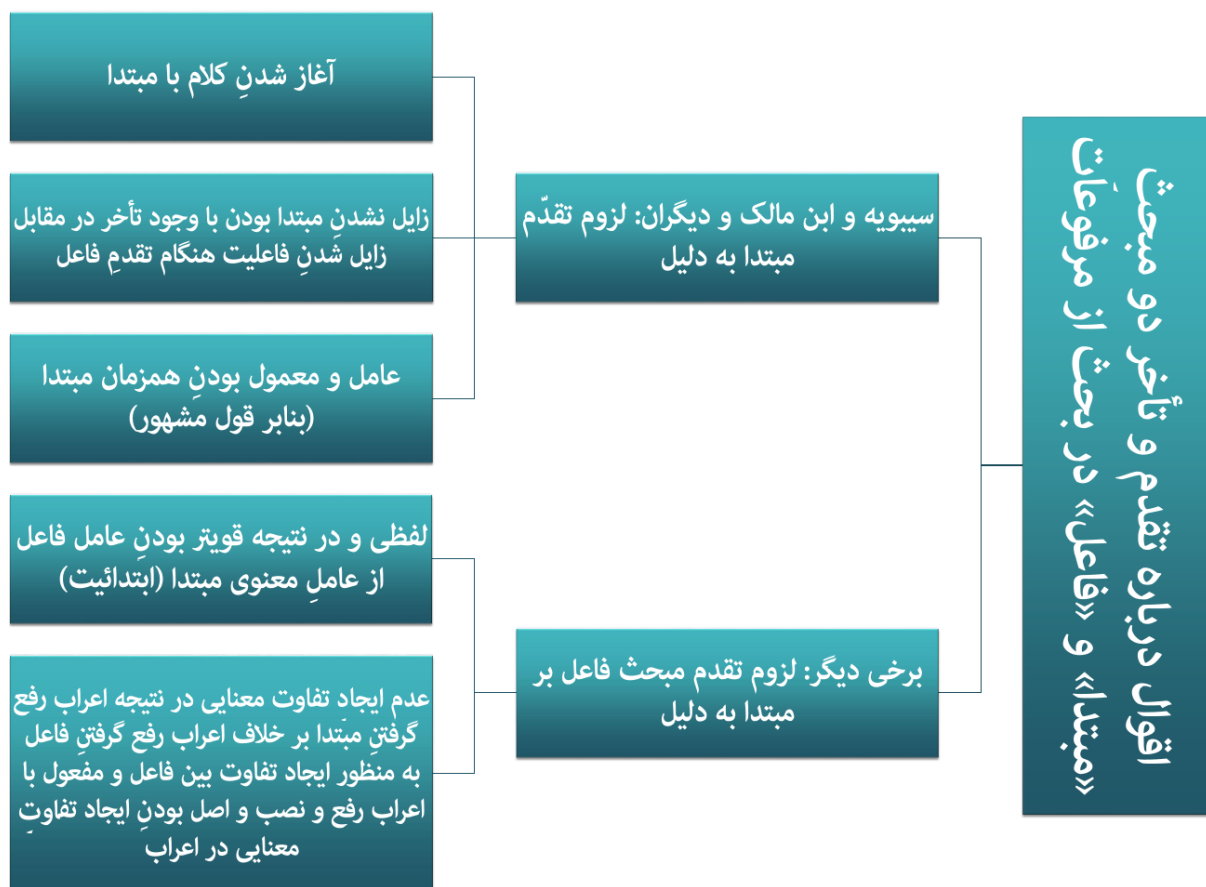 اقوال درباره تقدم و تأخر دو مبحث
«مبتدا» و «فاعل» در بحث از مرفوعات
سیبویه و ابن مالک و دیگران: لزوم تقدّم
مبتدا به دلیل
آغاز شدنِ کلام با مبتدا
زایل نشدنِ مبتدا بودن با وجود تأخر در مقابل
زایل شدنِ فاعلیت هنگام تقدمِ فاعل
عامل و معمول بودنِ همزمان مبتدا
(بنابر قول مشهور)
برخی دیگر: لزوم تقدم مبحث فاعل بر
مبتدا به دلیل
لفظی و در نتیجه قویتر بودنِ عامل فاعل
از عاملِ معنوی مبتدا (ابتدائیت)
عدم ایجاد تفاوت معنایی در نتیجه اعراب رفع
گرفتنِ مبتدا بر خلاف اعراب رفع گرفتنِ فاعل
به منظور ایجاد تفاوت بین فاعل و مفعول با
اعراب رفع و نصب و اصل بودنِ ایجاد تفاوتِ
معنایی در اعراب